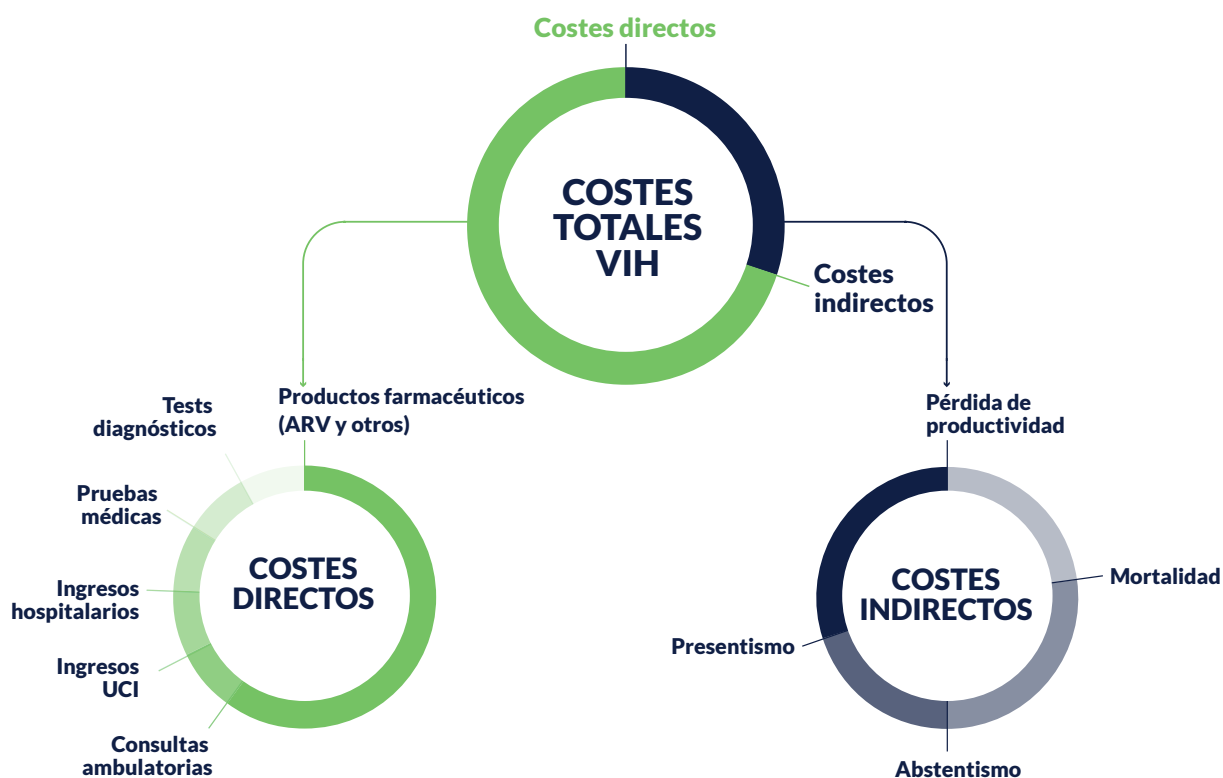 Costes directos
COSTES
TOTALES
VIH
Costes
indirectos
Productos farmacéuticos
(ARV y otros)
Tests
diagnósticos
Pruebas
médicas
Ingresos
hospitalarios
Ingresos
UCI
Consultas
ambulatorias
COSTES
DIRECTOS
Pérdida de
productividad
Mortalidad
COSTES
INDIRECTOS
Presentismo
Abstentismo